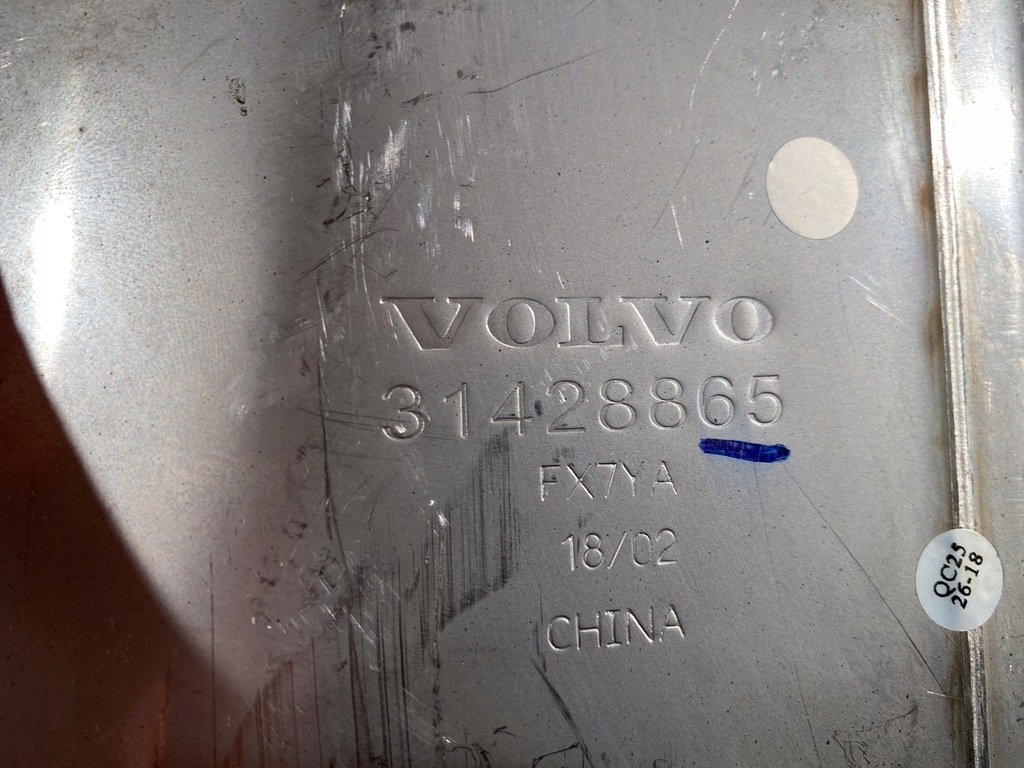 VOLVO
31428865
FX7YA
18/02
CHINA
QC25
26-18